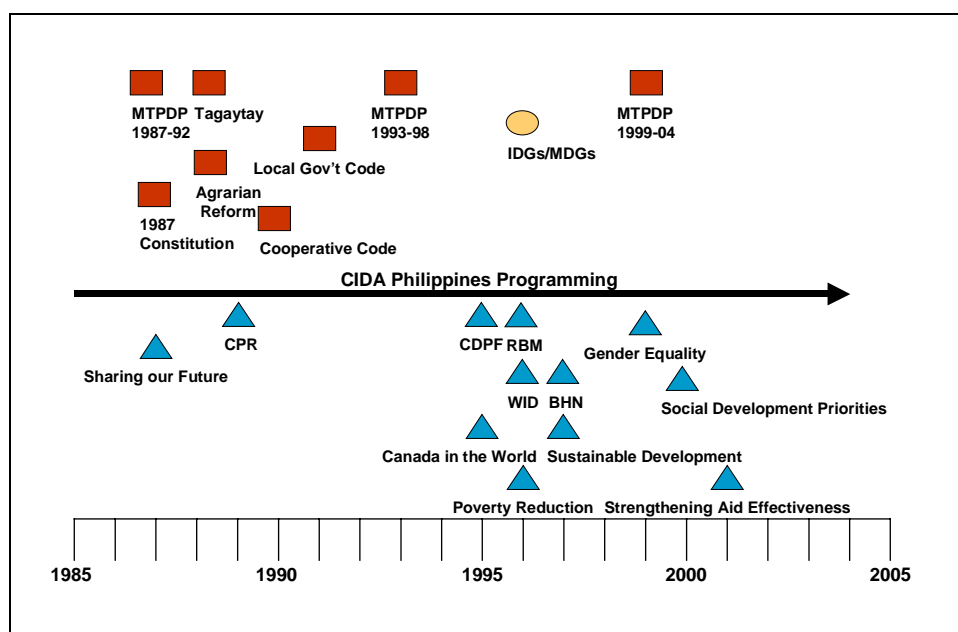 MTPDP
1987-92
Tagaytay
MTPDP
1993-98
IDGs/MDGs
MTPDP
1999-04
Local Gov't Code
Agrarian
Reform
1987
Constitution
Cooperative Code
CIDA Philippines Programming
CPR
CDPF
RBM
Gender Equality
Sharing our Future
WID
BHN
Social Development Priorities
Canada in the World
Sustainable Development
Poverty Reduction
Strengthening Aid Effectiveness
1985
1990
1995
2000
2005